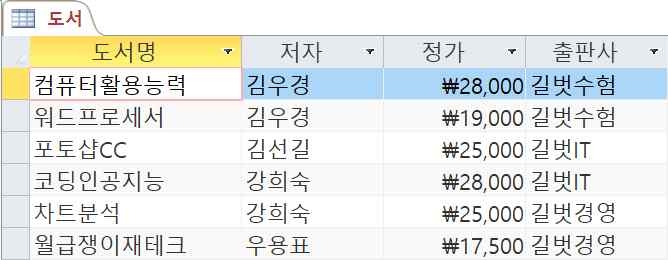 도서
도서명 저자 정가 출판사
컴퓨터활용능력 김우경 ₩28,000 길벗수험
워드프로세서 김우경 ₩19,000 길벗수험
포토샵CC 김선길 ₩25,000 길벗IT
코딩인공지능 강희숙 ₩28,000 길벗IT
차트분석 강희숙 ₩25,000 길벗경영
월급쟁이재테크 우용표 ₩17,500 길벗경영